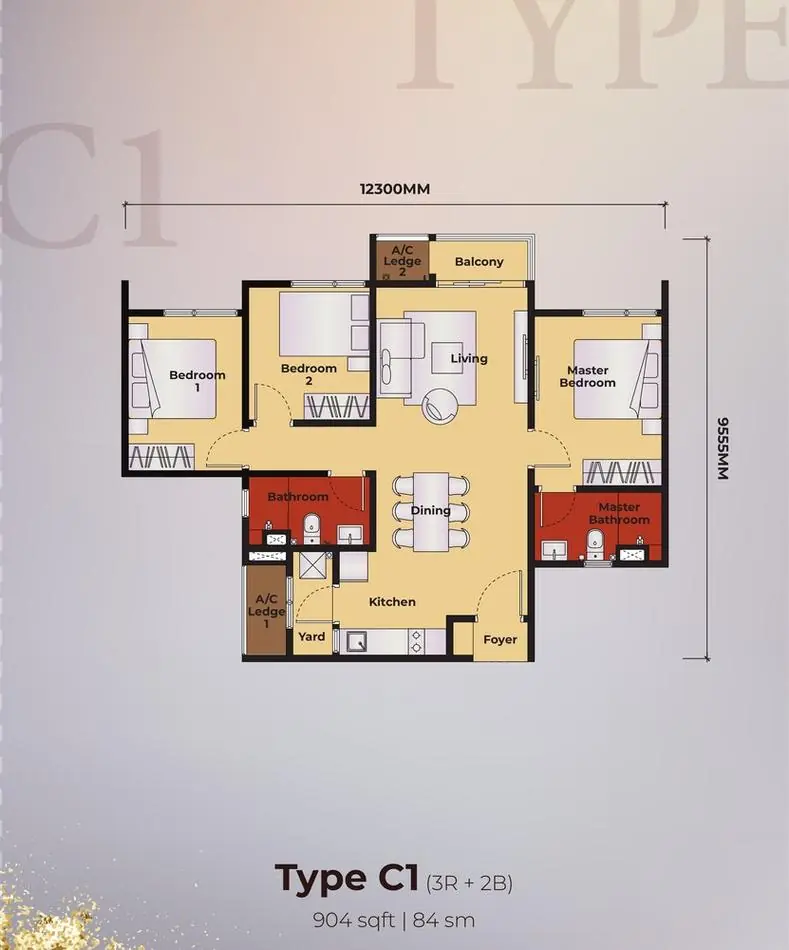 TYPE
C1
12300MM
A/C
Ledge
2
Balcony
Living
Bedroom
1
Bedroom
2
Master
Bedroom
9555MM
Bathroom
Dining
Master
Bathroom
A/C
Ledge
1
Kitchen
Yard
Foyer
Type C1 (3R + 2B)
904 sqft | 84 sm